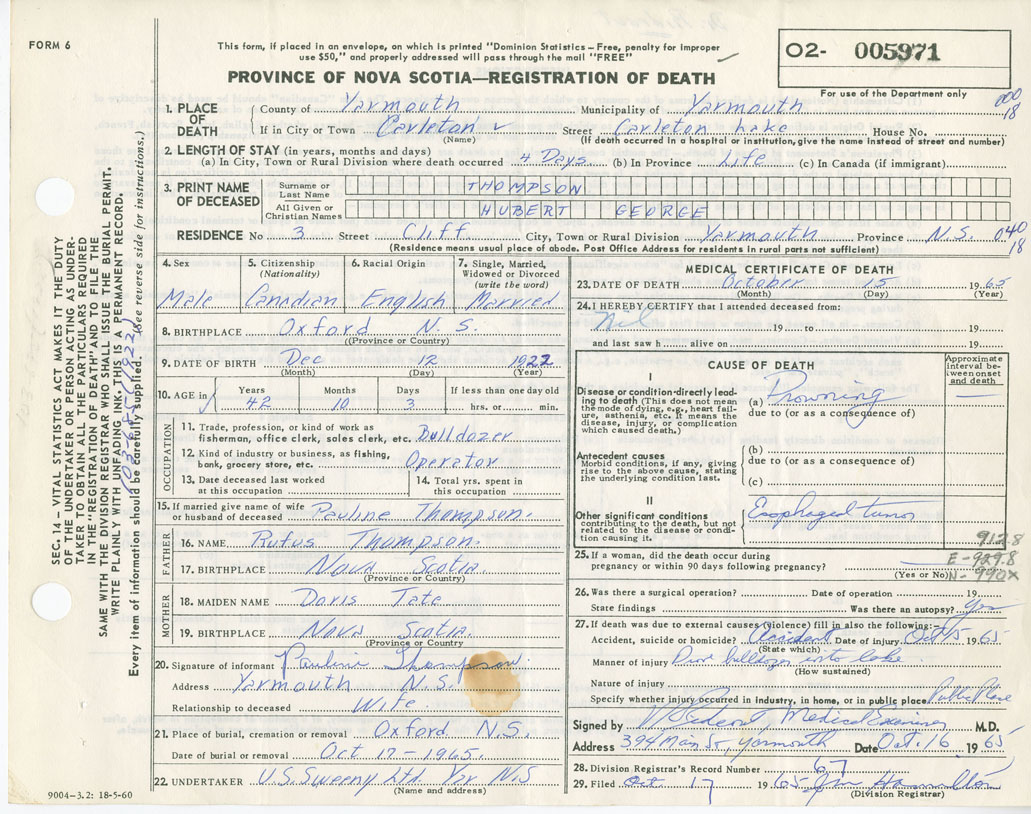 FORM 6
This form, if placed in an envelope, on which is printed "Dominion Statistics – Free, penalty for improper
use $50," and properly addressed will pass through the mail "FREE"
O2- 005971
For use of the Department only
PROVINCE OF NOVA SCOTIA—REGISTRATION OF DEATH
000
18
1. PLACE OF DEATH
County of Yarmouth Municipality of Yarmouth
If in City or Town Carleton Street Carleton Lake House No.
(Name) (If death occurred in a hospital or institution, give the name instead of street and number)
2. LENGTH OF STAY (in years, months and days)
(a) In City, Town or Rural Division where death occurred 4 Days (b) In Province Life (c) In Canada (if immigrant)
3. PRINT NAME OF DECEASED
Surname or Last Name THOMPSON
All Given or Christian Names HUBERT GEORGE
RESIDENCE No 3 Street Cliff City, Town or Rural Division Yarmouth Province N.S. 040
18
(Residence means usual place of abode. Post Office Address for residents in rural parts not sufficient)
4. Sex
Male
5. Citizenship
(Nationality)
Canadian
6. Racial Origin
English
7. Single, Married, Widowed or Divorced
(write the word)
Married
8. BIRTHPLACE Oxford N.S.
(Province or Country)
9. DATE OF BIRTH Dec 12 1922
(Month) (Day) (Year)
10. AGE in Years Months Days If less than one day old
42 10 3 hrs. or min.
OCCUPATION
11. Trade, profession or kind of work as
fisherman, office clerk, sales clerk, etc. Bulldozer
12. Kind of industry or business, as fishing,
bank, grocery store, etc. Operator
13. Date deceased last worked
at this occupation
14. Total yrs. spent in
this occupation
15. If married give name of wife
or husband of deceased Pauline Thompson.
FATHER
16. NAME Rufus Thompson.
17. BIRTHPLACE Nova Scotia.
(Province or Country)
MOTHER
18. MAIDEN NAME Doris Tate
19. BIRTHPLACE Nova Scotia.
(Province or Country)
20. Signature of informant Pauline Thompson.
Address Yarmouth N.S.
Relationship to deceased Wife.
21. Place of burial, cremation or removal Oxford N.S.
Date of burial or removal Oct 17 – 1965.
22. UNDERTAKER U.S. Sweeny Ltd. Yar N.S
(Name and address)
9004–3.2: 18-5-60
MEDICAL CERTIFICATE OF DEATH
23. DATE OF DEATH October 15 1965
(Month) (Day) (Year)
24. I HEREBY CERTIFY that I attended deceased from:
Nil 19 to 19
and last saw h alive on 19
CAUSE OF DEATH
Approximate interval between onset and death
I
Disease or condition directly leading
to death (This does not mean
the mode of dying, e.g., heart failure,
asthenia, etc. It means the
disease, injury, or complication
which caused death.)
(a) Drowning —
due to (or as a consequence of)
Antecedent causes
Morbid conditions, if any, giving
rise to the above cause, stating
the underlying condition last.
(b)
due to (or as a consequence of)
(c)
II
Other significant conditions
contributing to the death, but not
related to the disease or condition
causing it.
Esophageal tumor
912.8
E-929.8
N-990X
25. If a woman, did the death occur during
pregnancy or within 90 days following pregnancy?
(Yes or No)
26. Was there a surgical operation? Date of operation 19
State findings Was there an autopsy? Yes
27. If death was due to external causes (violence) fill in also the following:–
Accident, suicide or homicide? Accident Date of injury Oct 15 1965
(State which)
Manner of injury Drove bulldozer into lake
(How sustained)
Nature of injury
Specify whether injury occurred in industry, in home, or in public place Public Place
Signed by Medical Examiner M.D.
Address 394 Main St, Yarmouth Date Oct. 16 1965
28. Division Registrar's Record Number 67
29. Filed Oct 17 1965 Hamilton
(Division Registrar)
SEC. 14 – VITAL STATISTICS ACT MAKES IT THE DUTY
OF THE UNDERTAKER OR PERSON ACTING AS UNDERTAKER
TO OBTAIN ALL THE PARTICULARS REQUIRED
IN THE "REGISTRATION OF DEATH" AND TO FILE THE
SAME WITH THE DIVISION REGISTRAR WHO SHALL ISSUE THE BURIAL PERMIT.
WRITE PLAINLY WITH UNFADING INK. THIS IS A PERMANENT RECORD.
Every item of information should be carefully supplied. (See reverse side for instructions.)